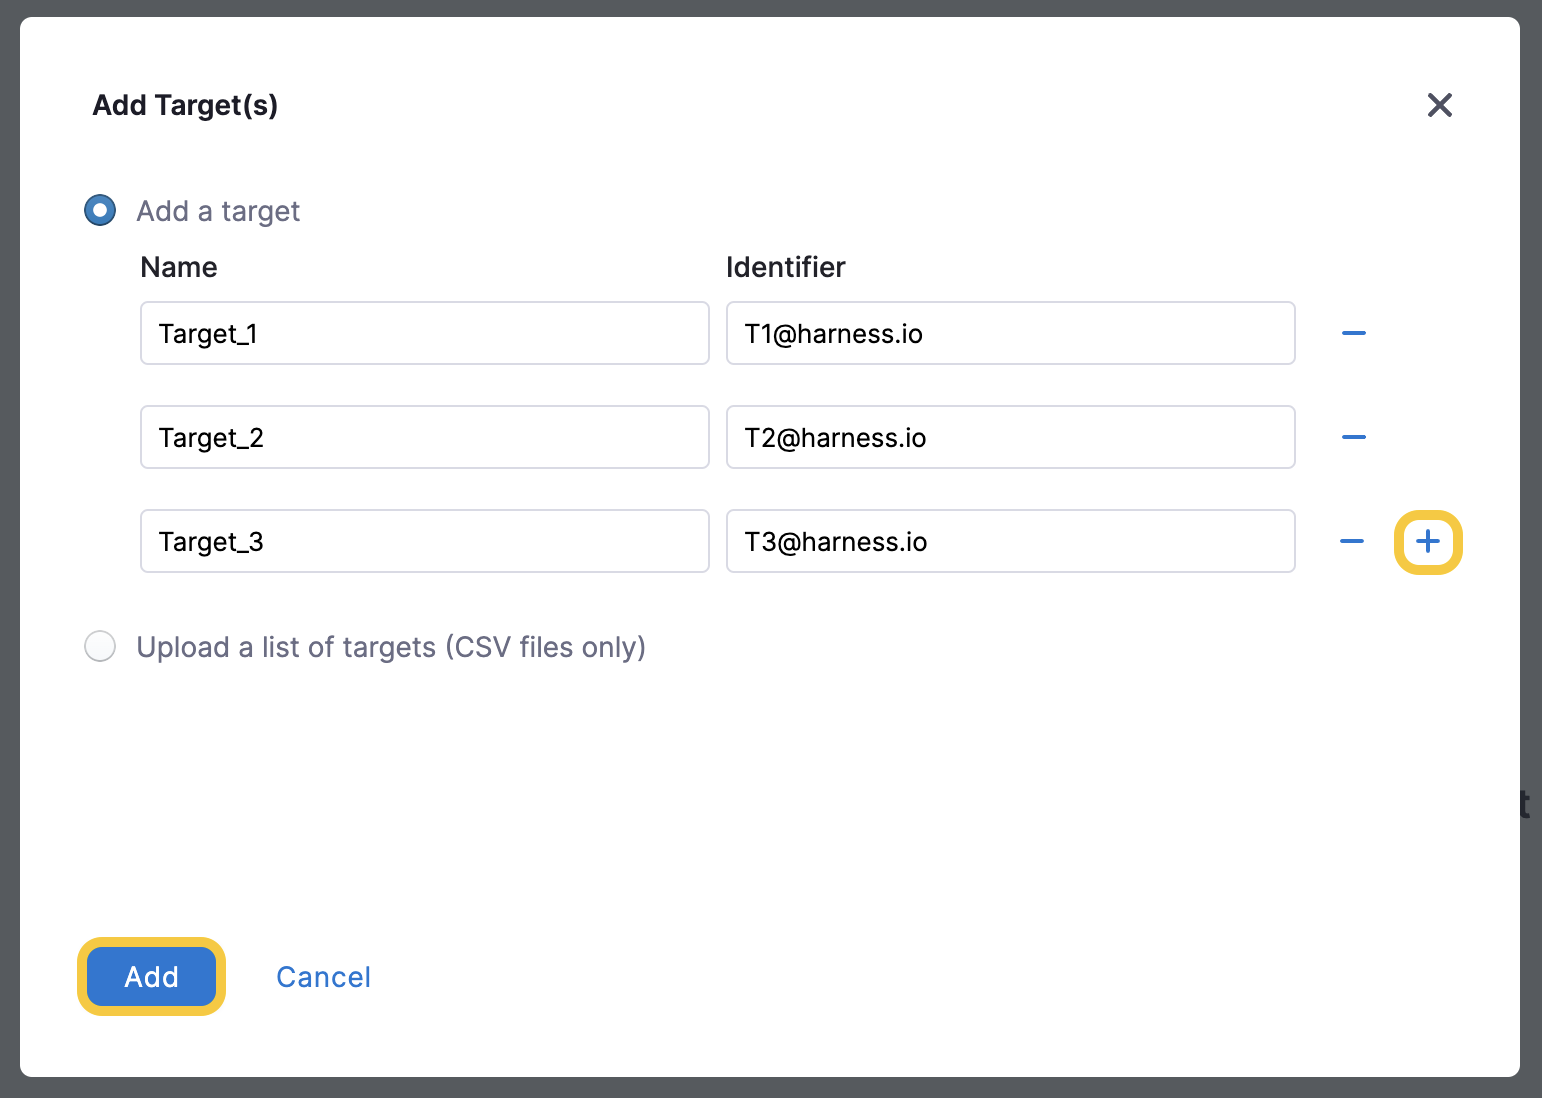 Add Target(s)
Add a target
Name Identifier
Target_1 T1@harness.io
Target_2 T2@harness.io
Target_3 T3@harness.io
Upload a list of targets (CSV files only)
t
Add Cancel